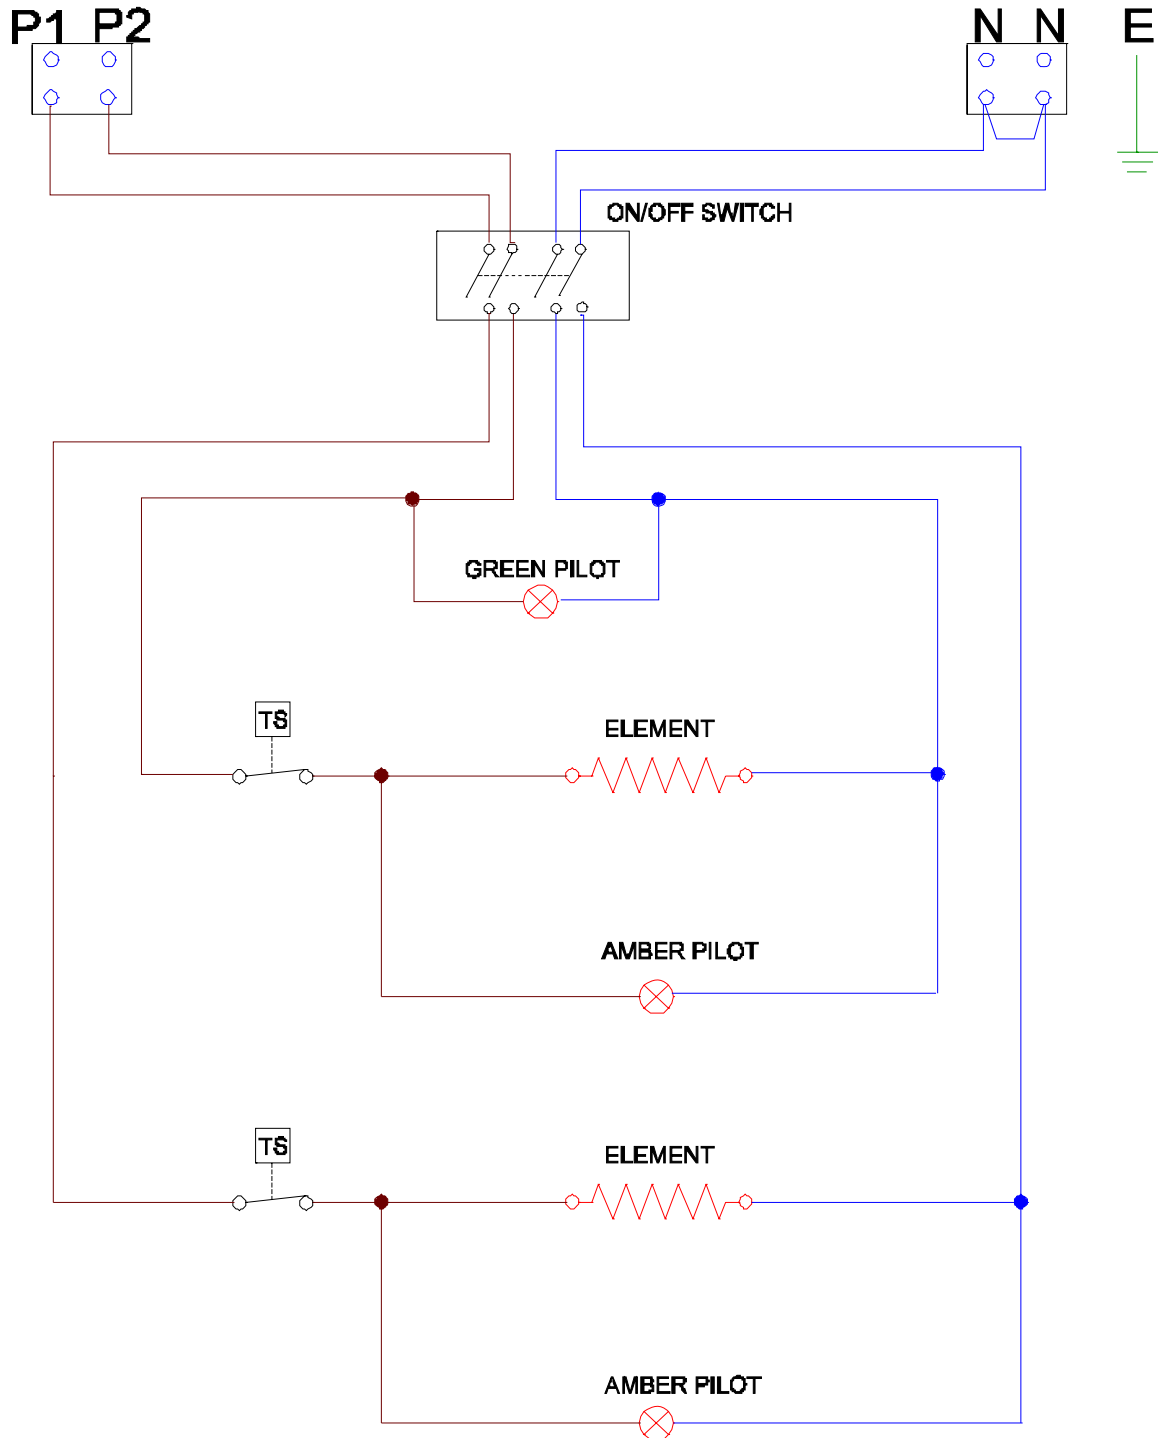 P1 P2 N N E
ON/OFF SWITCH
GREEN PILOT
TS
ELEMENT
AMBER PILOT
TS
ELEMENT
AMBER PILOT